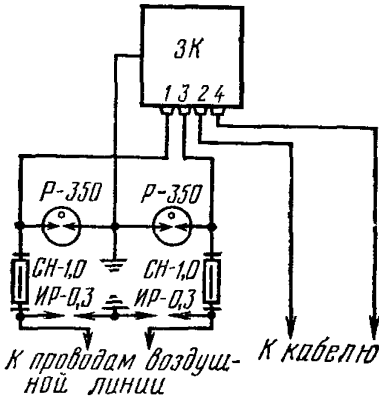 ЗК
1 3 2 4
Р-350 Р-350
СН-1,0 СН-1,0
ИР-0,3 ИР-0,3
К проводам воздуш-
ной линии
К кабелю